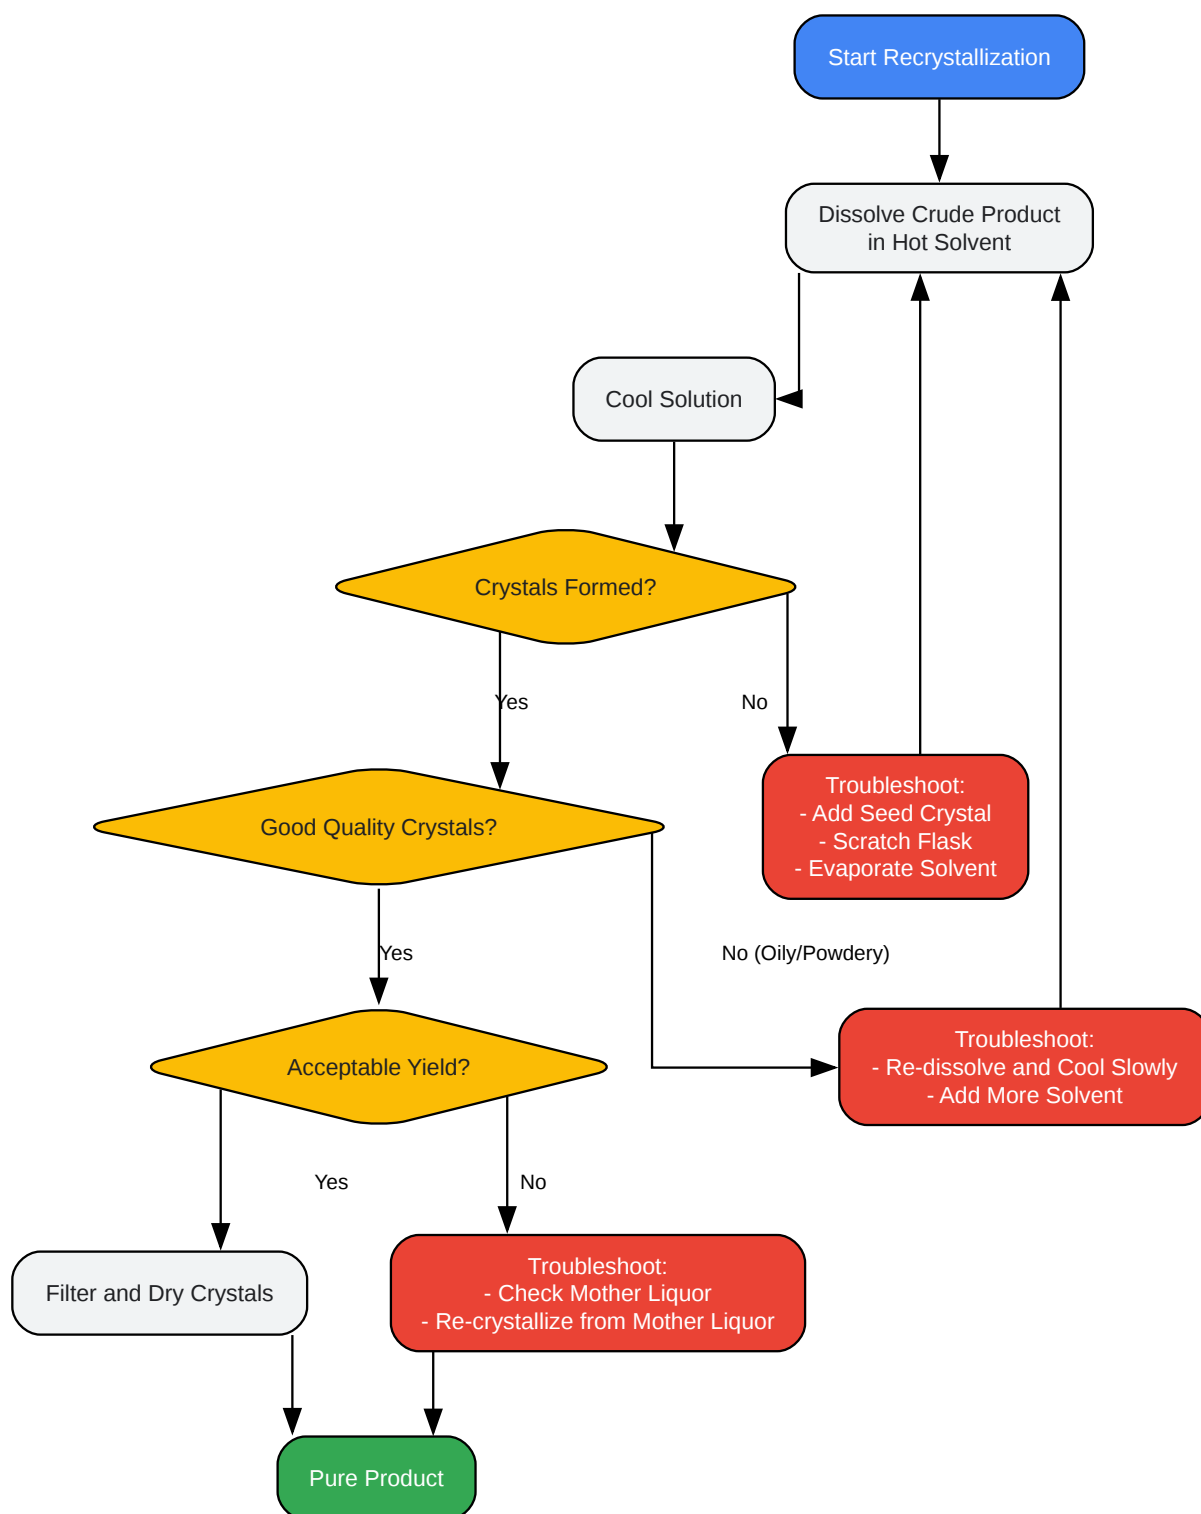 Start Recrystallization
Dissolve Crude Product
in Hot Solvent
Cool Solution
Crystals Formed?
Yes
No
Troubleshoot:
- Add Seed Crystal
- Scratch Flask
- Evaporate Solvent
Good Quality Crystals?
Yes
No (Oily/Powdery)
Troubleshoot:
- Re-dissolve and Cool Slowly
- Add More Solvent
Acceptable Yield?
Yes
No
Filter and Dry Crystals
Troubleshoot:
- Check Mother Liquor
- Re-crystallize from Mother Liquor
Pure Product